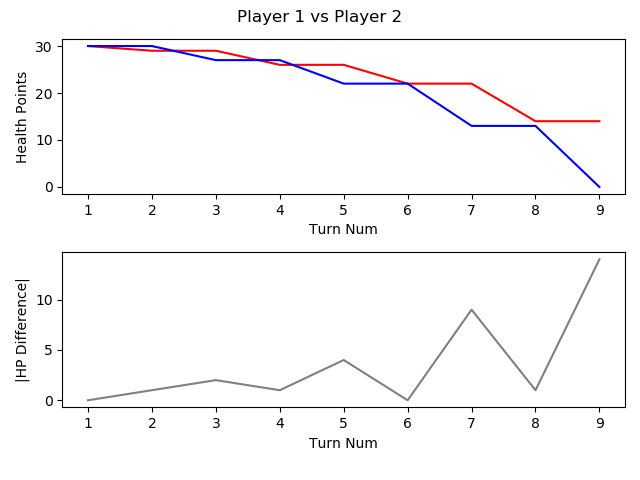 Player 1 vs Player 2
30
20
10
0
Health Points
1 2 3 4 5 6 7 8 9
Turn Num
10
5
0
|HP Difference|
1 2 3 4 5 6 7 8 9
Turn Num